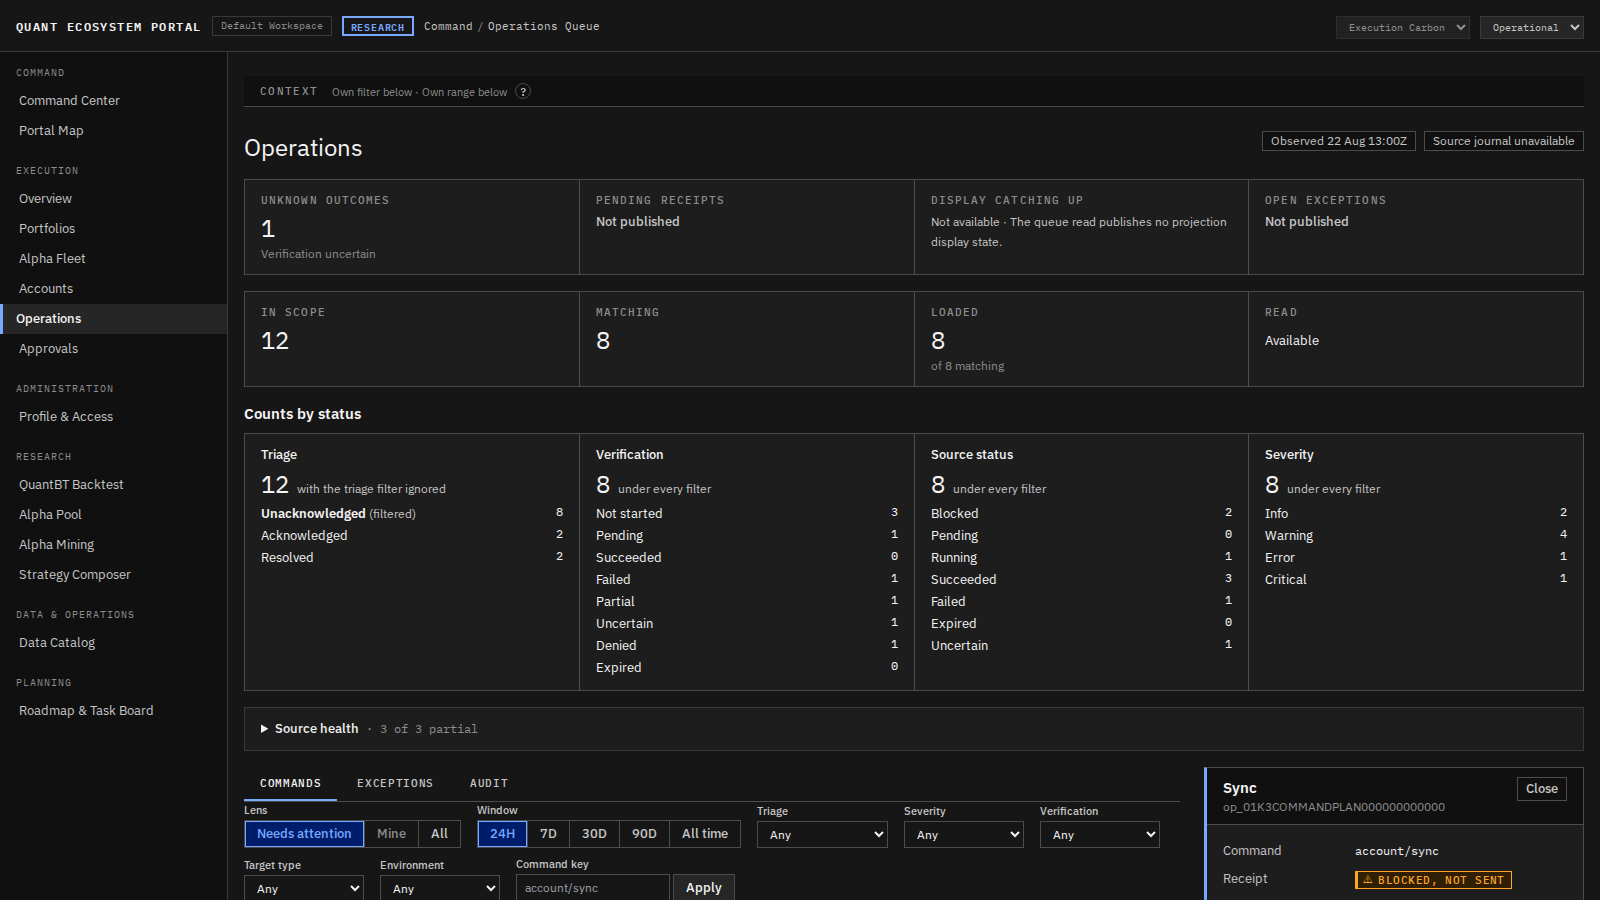 QUANT ECOSYSTEM PORTAL
Default Workspace
RESEARCH
Command / Operations Queue
Execution Carbon
Operational
COMMAND
Command Center
Portal Map
EXECUTION
Overview
Portfolios
Alpha Fleet
Accounts
Operations
Approvals
ADMINISTRATION
Profile & Access
RESEARCH
QuantBT Backtest
Alpha Pool
Alpha Mining
Strategy Composer
DATA & OPERATIONS
Data Catalog
PLANNING
Roadmap & Task Board
CONTEXT Own filter below · Own range below ?
Operations
Observed 22 Aug 13:00Z
Source journal unavailable
UNKNOWN OUTCOMES
1
Verification uncertain
PENDING RECEIPTS
Not published
DISPLAY CATCHING UP
Not available · The queue read publishes no projection
display state.
OPEN EXCEPTIONS
Not published
IN SCOPE
12
MATCHING
8
LOADED
8
of 8 matching
READ
Available
Counts by status
Triage
12 with the triage filter ignored
Unacknowledged (filtered) 8
Acknowledged 2
Resolved 2
Verification
8 under every filter
Not started 3
Pending 1
Succeeded 0
Failed 1
Partial 1
Uncertain 1
Denied 1
Expired 0
Source status
8 under every filter
Blocked 2
Pending 0
Running 1
Succeeded 3
Failed 1
Expired 0
Uncertain 1
Severity
8 under every filter
Info 2
Warning 4
Error 1
Critical 1
Source health · 3 of 3 partial
COMMANDS EXCEPTIONS AUDIT
Lens
Needs attention Mine All
Window
24H 7D 30D 90D All time
Triage
Any
Severity
Any
Verification
Any
Target type
Any
Environment
Any
Command key
account/sync
Apply
Sync
Close
op_01K3COMMANDPLAN000000000000
Command account/sync
Receipt ⚠ BLOCKED, NOT SENT